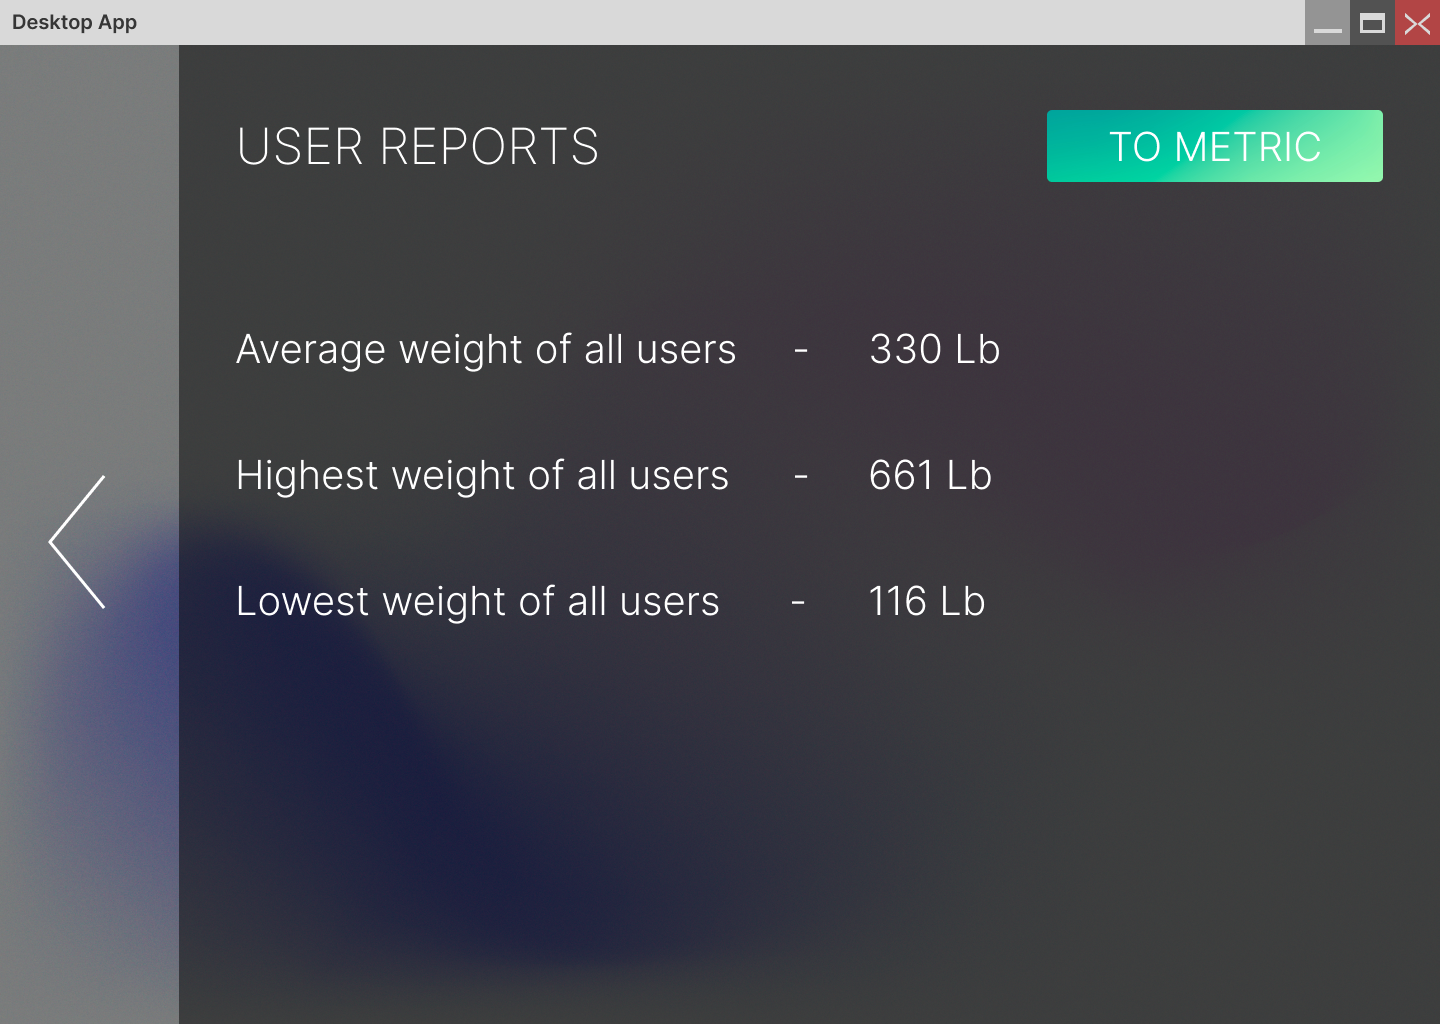 Desktop App
USER REPORTS
TO METRIC
Average weight of all users - 330 Lb
Highest weight of all users - 661 Lb
Lowest weight of all users - 116 Lb